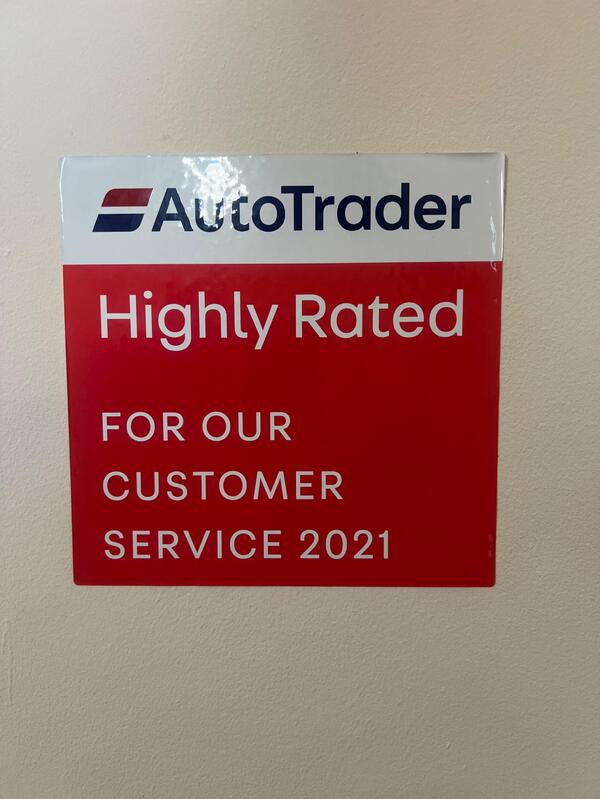 AutoTrader
Highly Rated
FOR OUR
CUSTOMER
SERVICE 2021